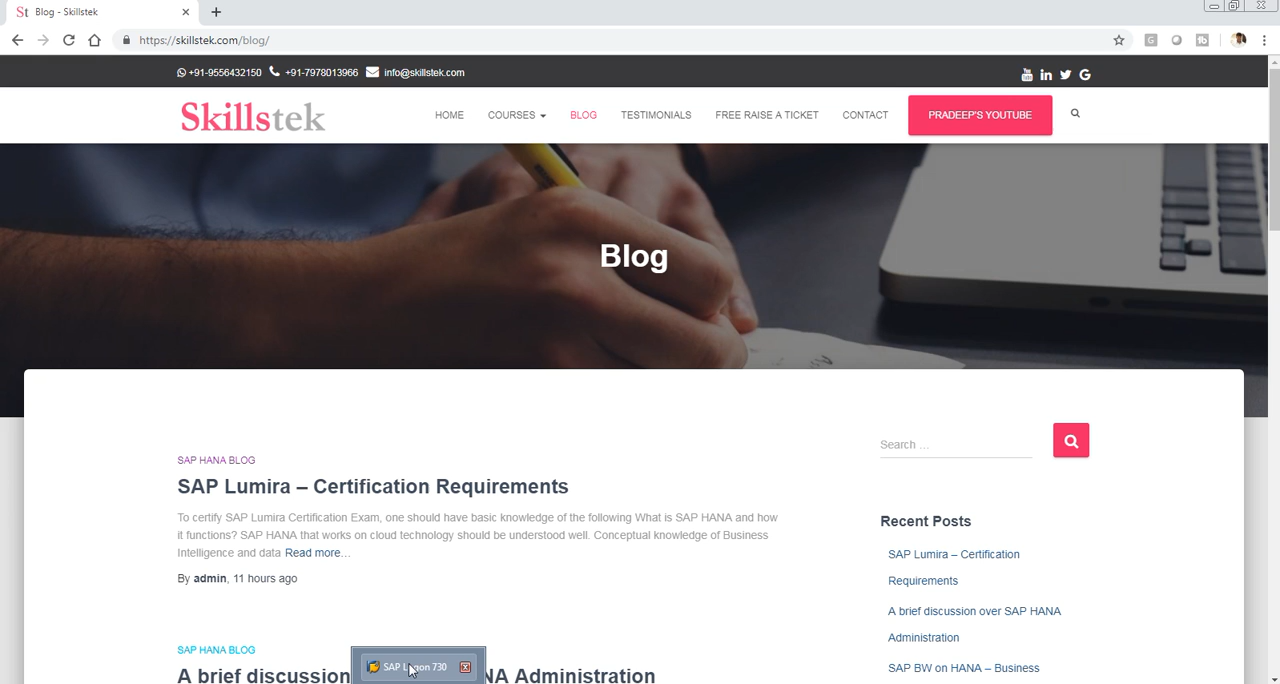 St Blog - Skillstek
https://skillstek.com/blog/
+91-9556432150 +91-7978013966 info@skillstek.com
Skillstek
HOME COURSES BLOG TESTIMONIALS FREE RAISE A TICKET CONTACT PRADEEP'S YOUTUBE
Blog
SAP HANA BLOG
SAP Lumira – Certification Requirements
To certify SAP Lumira Certification Exam, one should have basic knowledge of the following What is SAP HANA and how
it functions? SAP HANA that works on cloud technology should be understood well. Conceptual knowledge of Business
Intelligence and data Read more…
By admin, 11 hours ago
SAP HANA BLOG
A brief discussion NA Administration
SAP Logon 730
Search …
Recent Posts
SAP Lumira – Certification
Requirements
A brief discussion over SAP HANA
Administration
SAP BW on HANA – Business